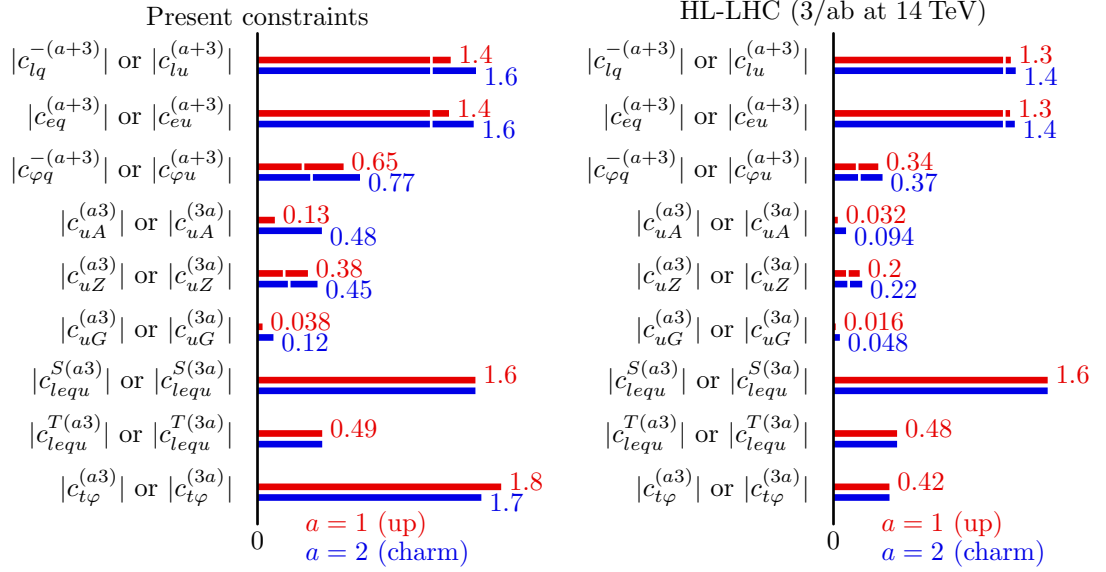 Present constraints
|c_{lq}^{-(a+3)}| or |c_{lu}^{(a+3)}| 1.4 1.6
|c_{eq}^{(a+3)}| or |c_{eu}^{(a+3)}| 1.4 1.6
|c_{φq}^{-(a+3)}| or |c_{φu}^{(a+3)}| 0.65 0.77
|c_{uA}^{(a3)}| or |c_{uA}^{(3a)}| 0.13 0.48
|c_{uZ}^{(a3)}| or |c_{uZ}^{(3a)}| 0.38 0.45
|c_{uG}^{(a3)}| or |c_{uG}^{(3a)}| 0.038 0.12
|c_{lequ}^{S(a3)}| or |c_{lequ}^{S(3a)}| 1.6
|c_{lequ}^{T(a3)}| or |c_{lequ}^{T(3a)}| 0.49
|c_{tφ}^{(a3)}| or |c_{tφ}^{(3a)}| 1.8 1.7
a = 1 (up)
0 a = 2 (charm)
HL-LHC (3/ab at 14 TeV)
|c_{lq}^{-(a+3)}| or |c_{lu}^{(a+3)}| 1.3 1.4
|c_{eq}^{(a+3)}| or |c_{eu}^{(a+3)}| 1.3 1.4
|c_{φq}^{-(a+3)}| or |c_{φu}^{(a+3)}| 0.34 0.37
|c_{uA}^{(a3)}| or |c_{uA}^{(3a)}| 0.032 0.094
|c_{uZ}^{(a3)}| or |c_{uZ}^{(3a)}| 0.2 0.22
|c_{uG}^{(a3)}| or |c_{uG}^{(3a)}| 0.016 0.048
|c_{lequ}^{S(a3)}| or |c_{lequ}^{S(3a)}| 1.6
|c_{lequ}^{T(a3)}| or |c_{lequ}^{T(3a)}| 0.48
|c_{tφ}^{(a3)}| or |c_{tφ}^{(3a)}| 0.42
a = 1 (up)
0 a = 2 (charm)